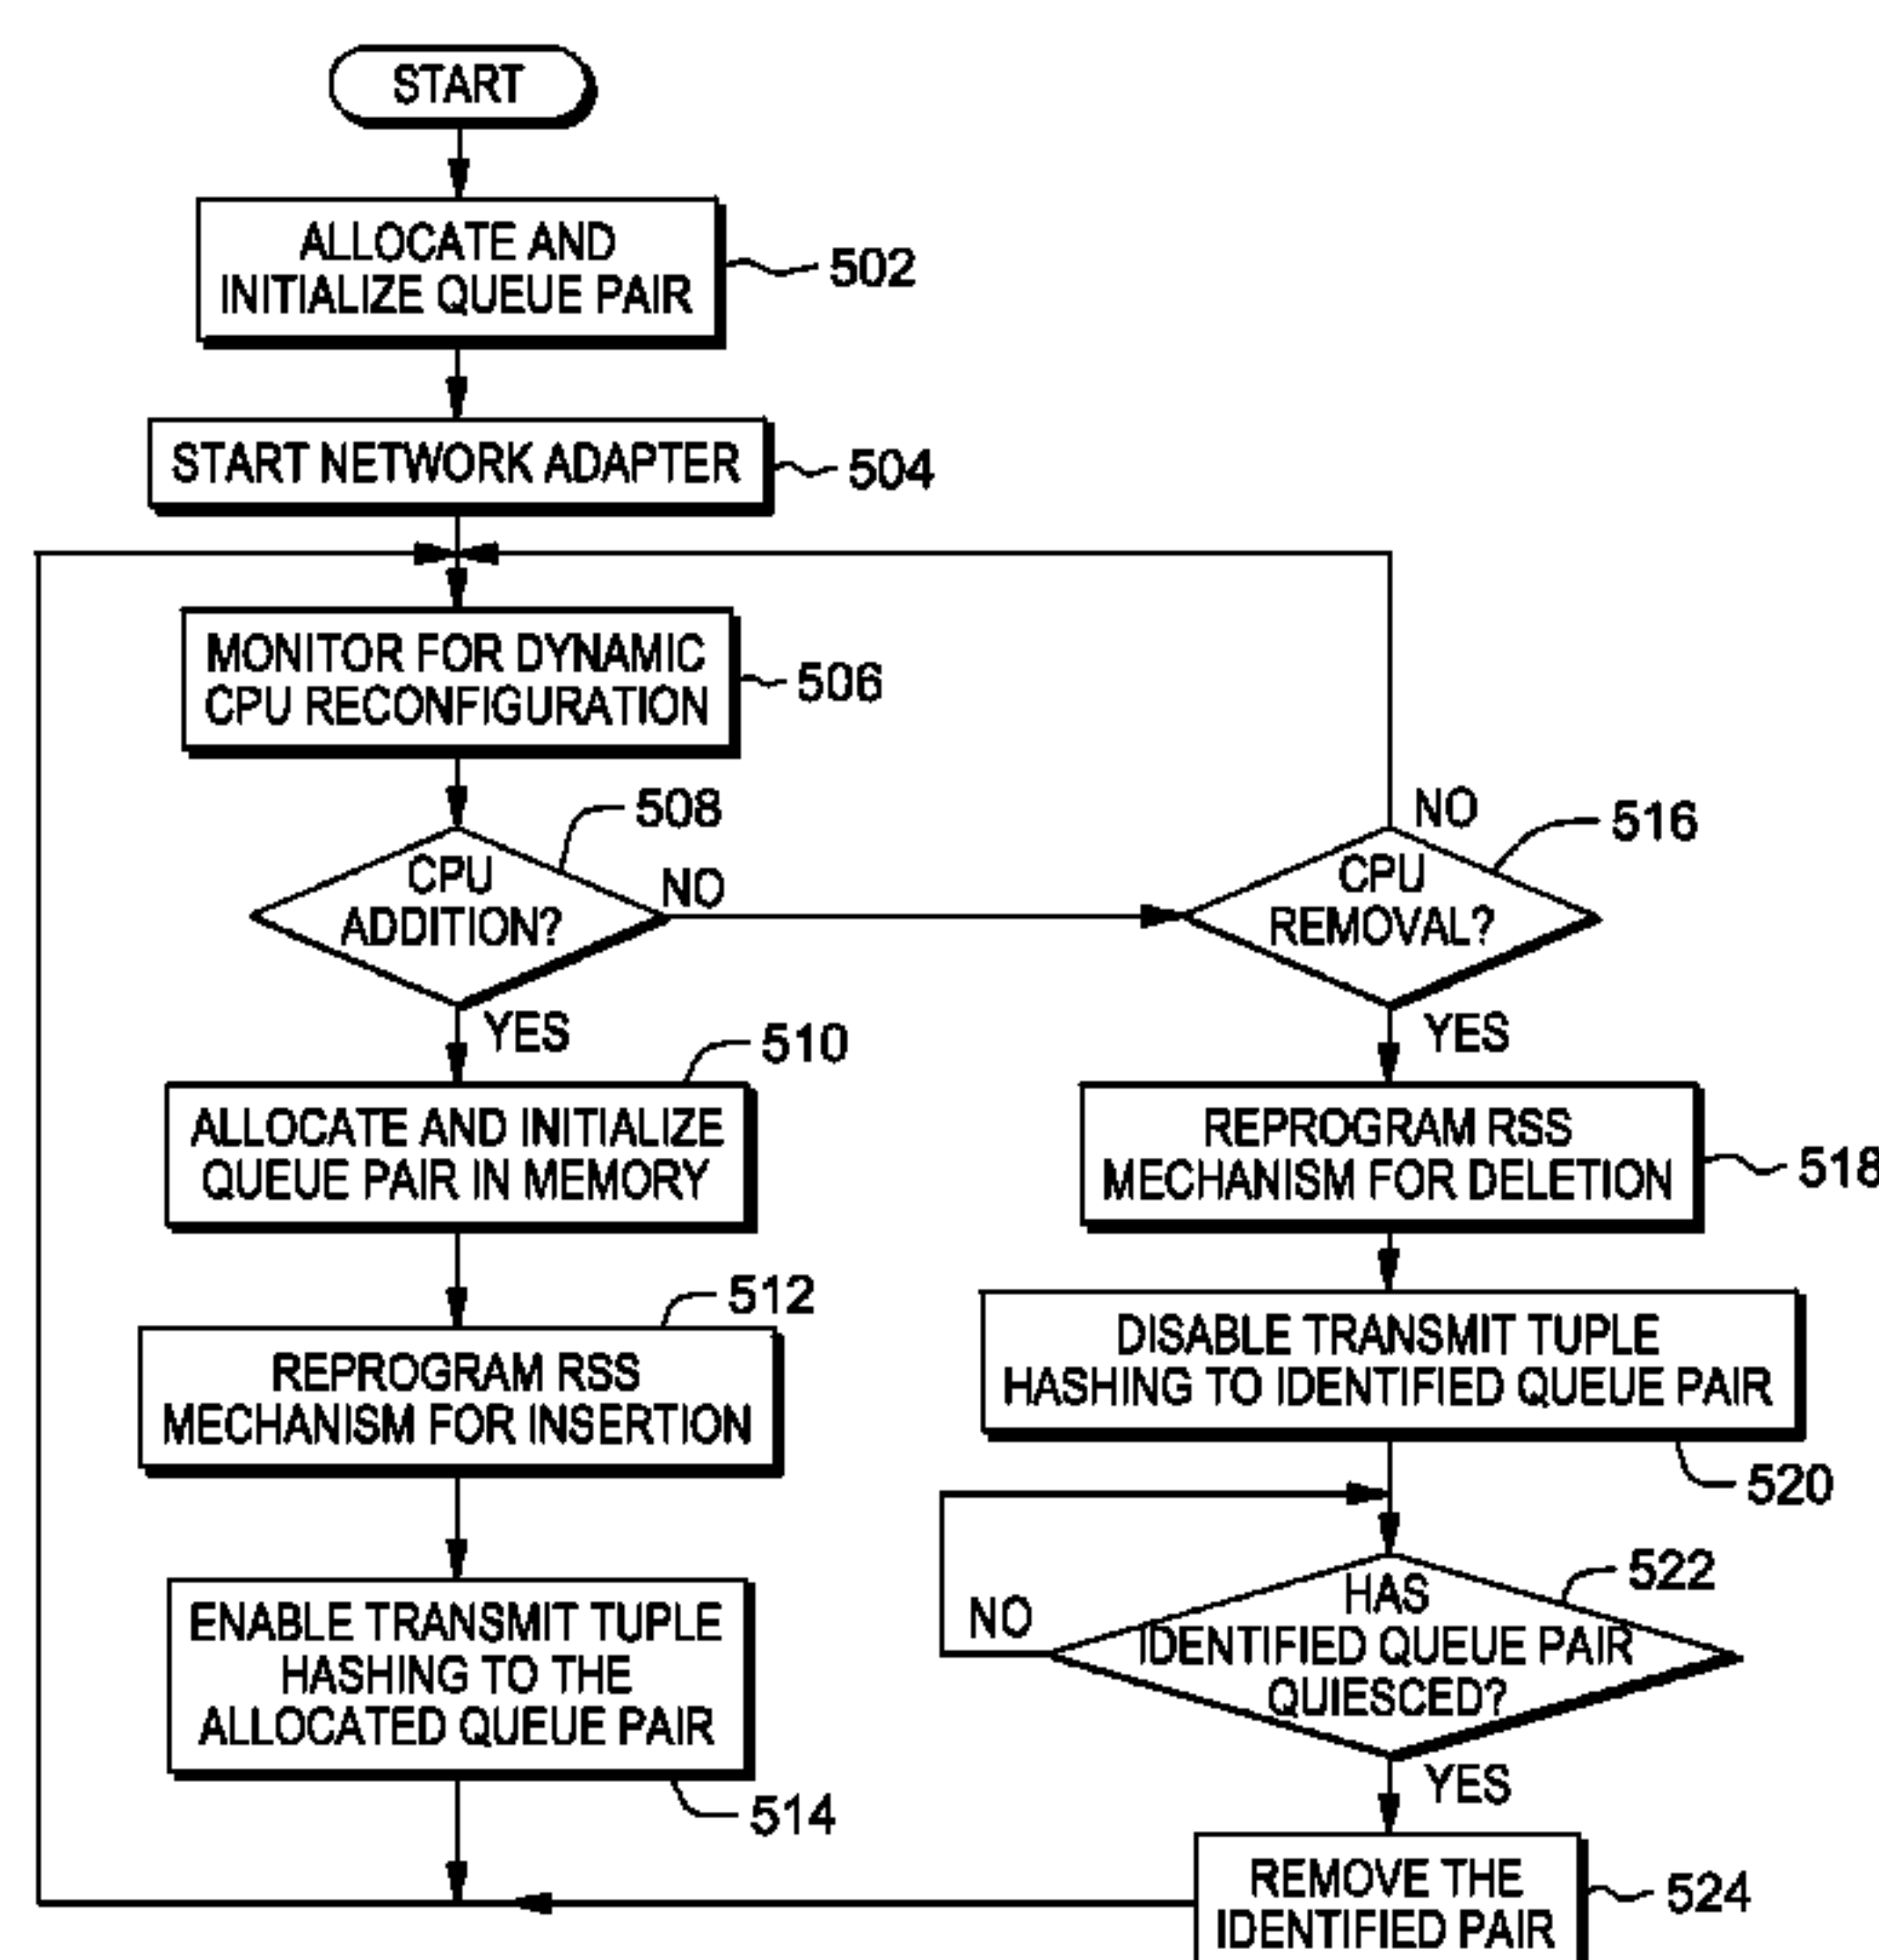 START
ALLOCATE AND
INITIALIZE QUEUE PAIR
502
START NETWORK ADAPTER
504
MONITOR FOR DYNAMIC
CPU RECONFIGURATION
506
508
CPU
ADDITION?
NO
YES
510
ALLOCATE AND INITIALIZE
QUEUE PAIR IN MEMORY
512
REPROGRAM RSS
MECHANISM FOR INSERTION
ENABLE TRANSMIT TUPLE
HASHING TO THE
ALLOCATED QUEUE PAIR
514
NO
516
CPU
REMOVAL?
YES
REPROGRAM RSS
MECHANISM FOR DELETION
518
DISABLE TRANSMIT TUPLE
HASHING TO IDENTIFIED QUEUE PAIR
520
522
HAS
IDENTIFIED QUEUE PAIR
QUIESCED?
NO
YES
REMOVE THE
IDENTIFIED PAIR
524